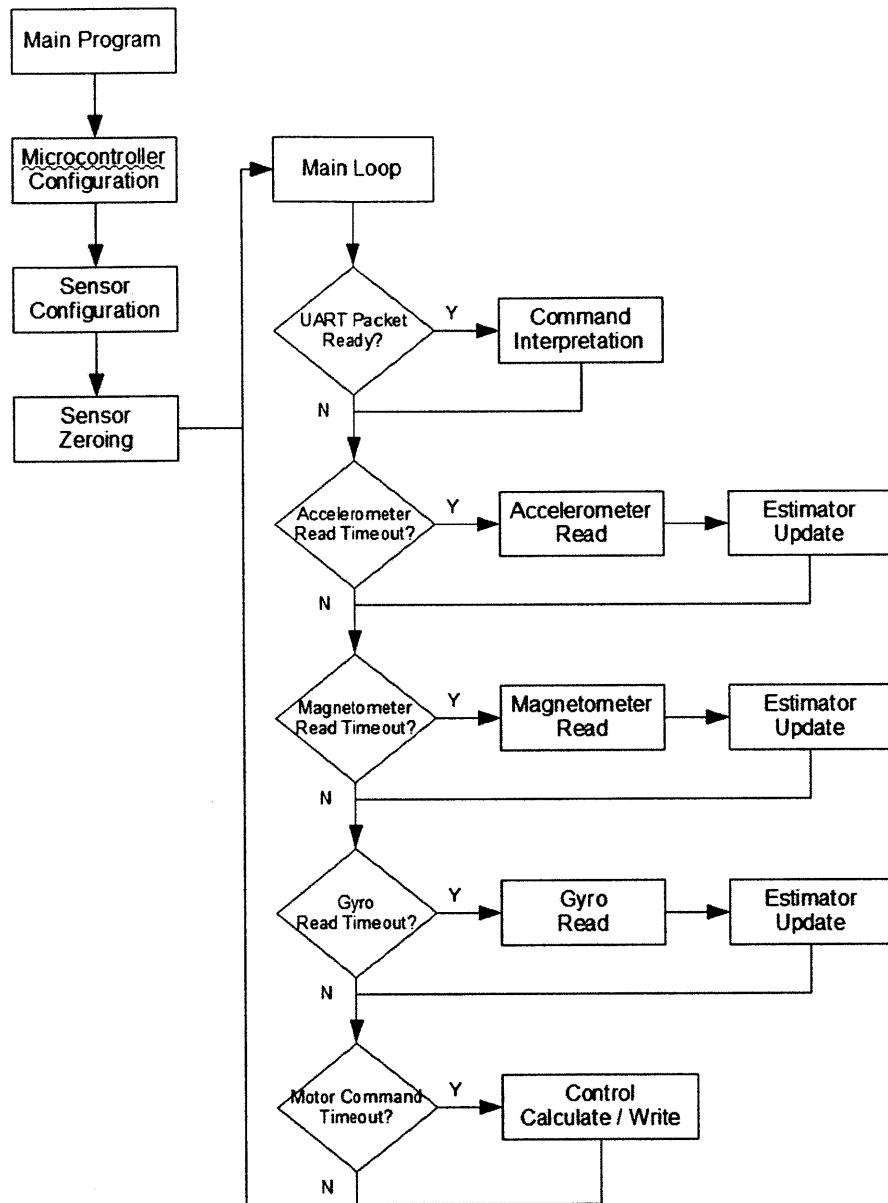 Main Program
Microcontroller
Configuration
Sensor
Configuration
Sensor
Zeroing
Main Loop
UART Packet
Ready?
Y
Command
Interpretation
N
Accelerometer
Read Timeout?
Y
Accelerometer
Read
Estimator
Update
N
Magnetometer
Read Timeout?
Y
Magnetometer
Read
Estimator
Update
N
Gyro
Read Timeout?
Y
Gyro
Read
Estimator
Update
N
Motor Command
Timeout?
Y
Control
Calculate / Write
N